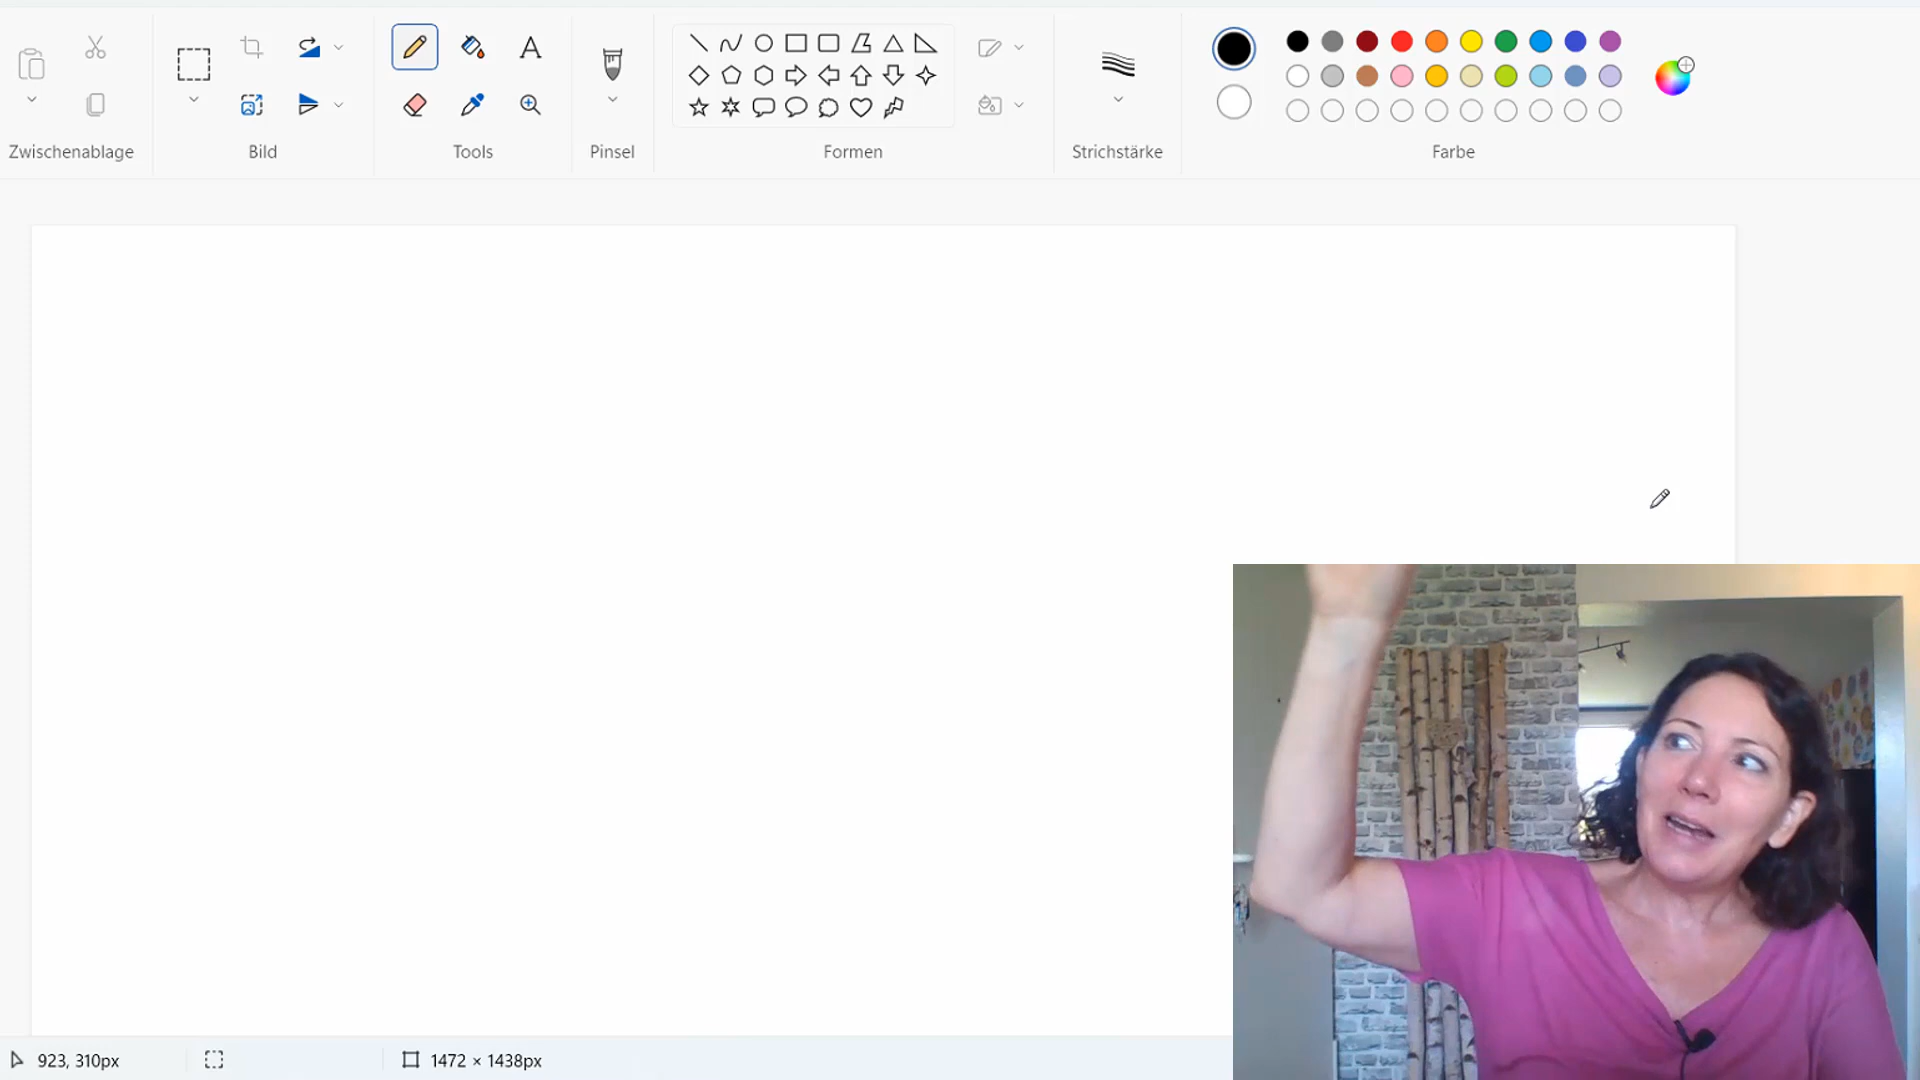 Zwischenablage
Bild
Tools
Pinsel
Formen
Strichstärke
Farbe
923, 310px
1472 × 1438px